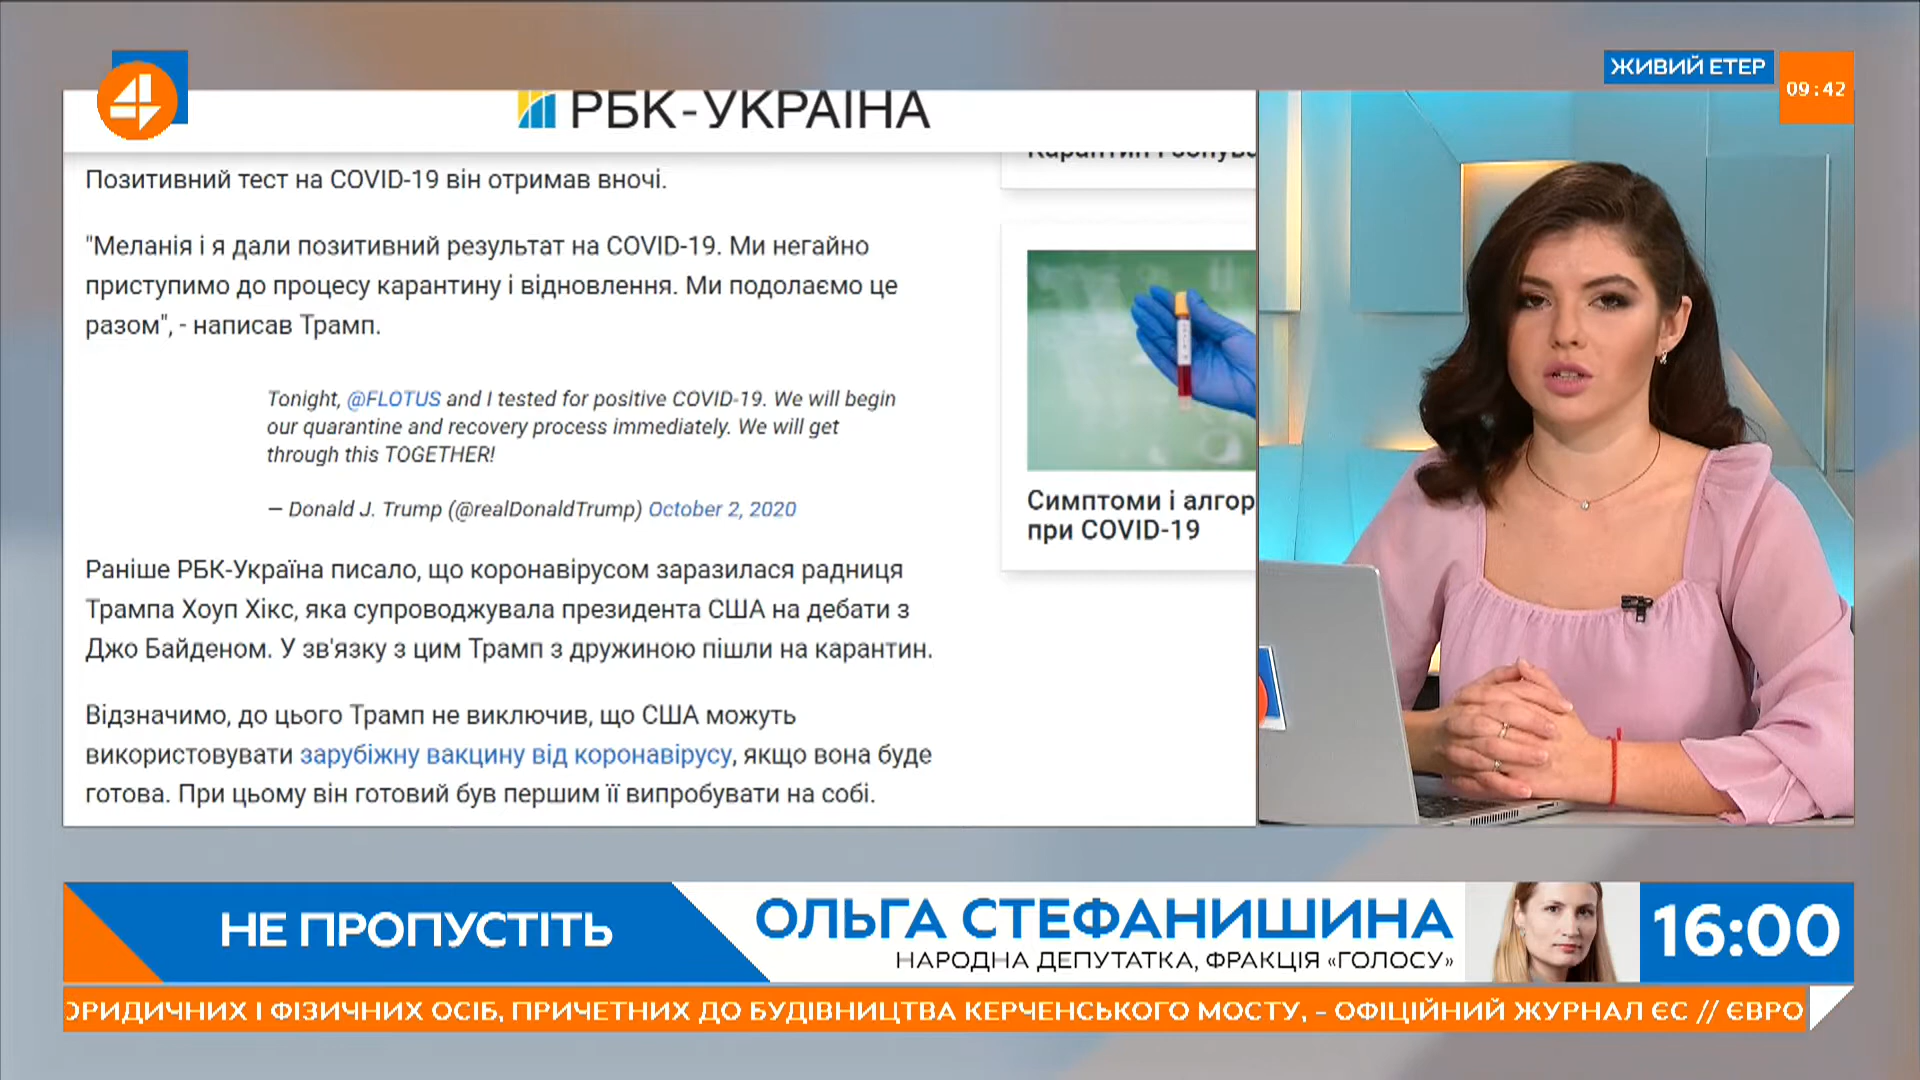 ЖИВИЙ ЕТЕР
09:42
4
РБК-УКРАЇНА
Позитивний тест на COVID-19 він отримав вночі.
"Меланія і я дали позитивний результат на COVID-19. Ми негайно
приступимо до процесу карантину і відновлення. Ми подолаємо це
разом", - написав Трамп.
Tonight, @FLOTUS and I tested for positive COVID-19. We will begin
our quarantine and recovery process immediately. We will get
through this TOGETHER!
— Donald J. Trump (@realDonaldTrump) October 2, 2020
Раніше РБК-Україна писало, що коронавірусом заразилася радниця
Трампа Хоуп Хікс, яка супроводжувала президента США на дебати з
Джо Байденом. У зв'язку з цим Трамп з дружиною пішли на карантин.
Відзначимо, до цього Трамп не виключив, що США можуть
використовувати зарубіжну вакцину від коронавірусу, якщо вона буде
готова. При цьому він готовий був першим її випробувати на собі.
Симптоми і алгор
при COVID-19
НЕ ПРОПУСТІТЬ
ОЛЬГА СТЕФАНИШИНА
НАРОДНА ДЕПУТАТКА, ФРАКЦІЯ «ГОЛОСУ»
16:00
ЮРИДИЧНИХ І ФІЗИЧНИХ ОСІБ, ПРИЧЕТНИХ ДО БУДІВНИЦТВА КЕРЧЕНСЬКОГО МОСТУ, - ОФІЦІЙНИЙ ЖУРНАЛ ЄС // ЄВРО